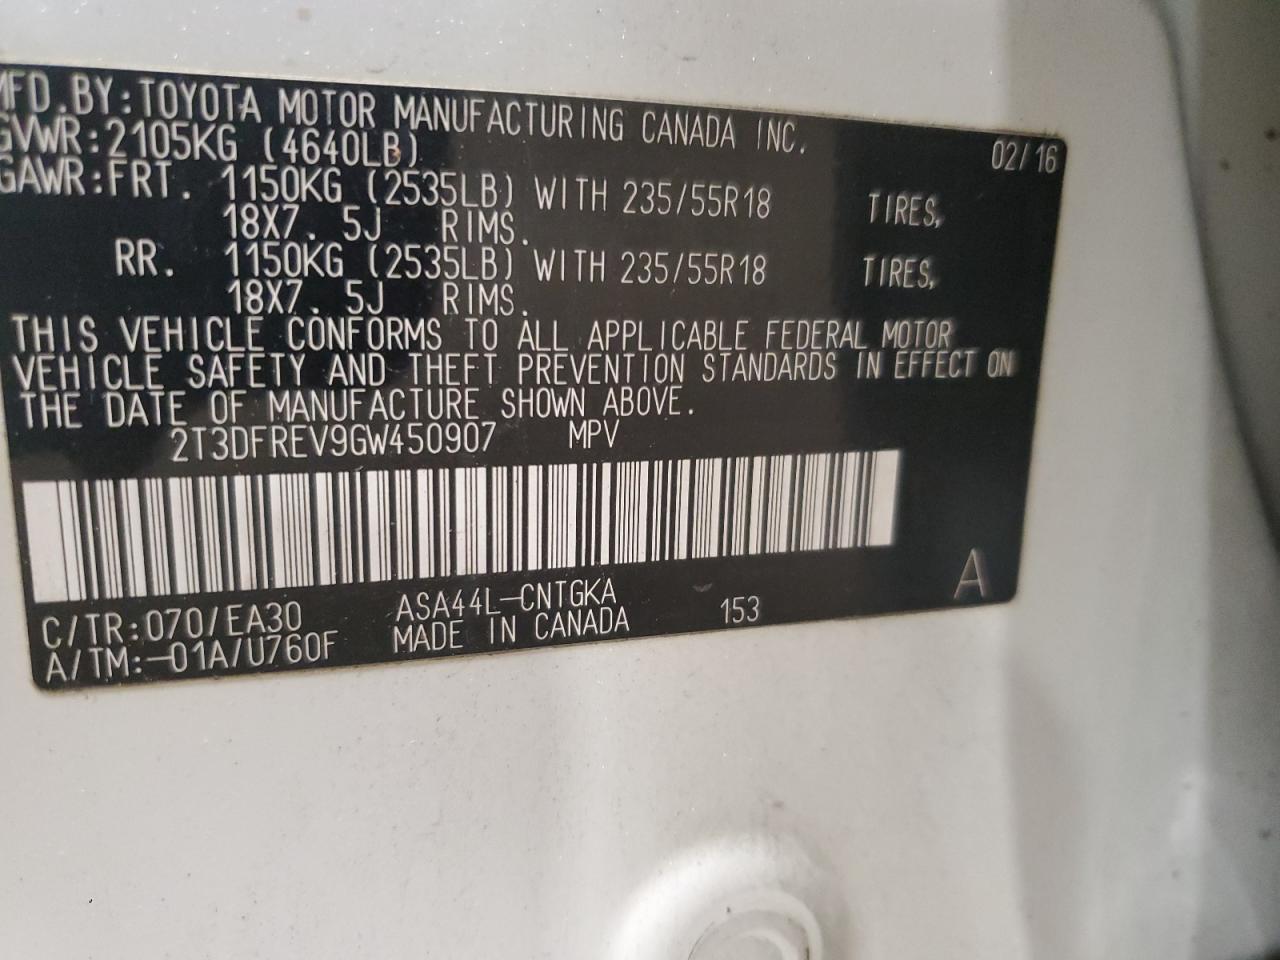 MFD.BY:TOYOTA MOTOR MANUFACTURING CANADA INC.
02/16
GVWR:2105KG (4640LB)
GAWR:FRT. 1150KG (2535LB) WITH 235/55R18 TIRES,
18X7.5J RIMS.
RR. 1150KG (2535LB) WITH 235/55R18 TIRES,
18X7.5J RIMS.
THIS VEHICLE CONFORMS TO ALL APPLICABLE FEDERAL MOTOR
VEHICLE SAFETY AND THEFT PREVENTION STANDARDS IN EFFECT ON
THE DATE OF MANUFACTURE SHOWN ABOVE.
2T3DFREV9GW450907 MPV
C/TR:070/EA30 ASA44L-CNTGKA 153 A
A/TM:-01A/U760F MADE IN CANADA